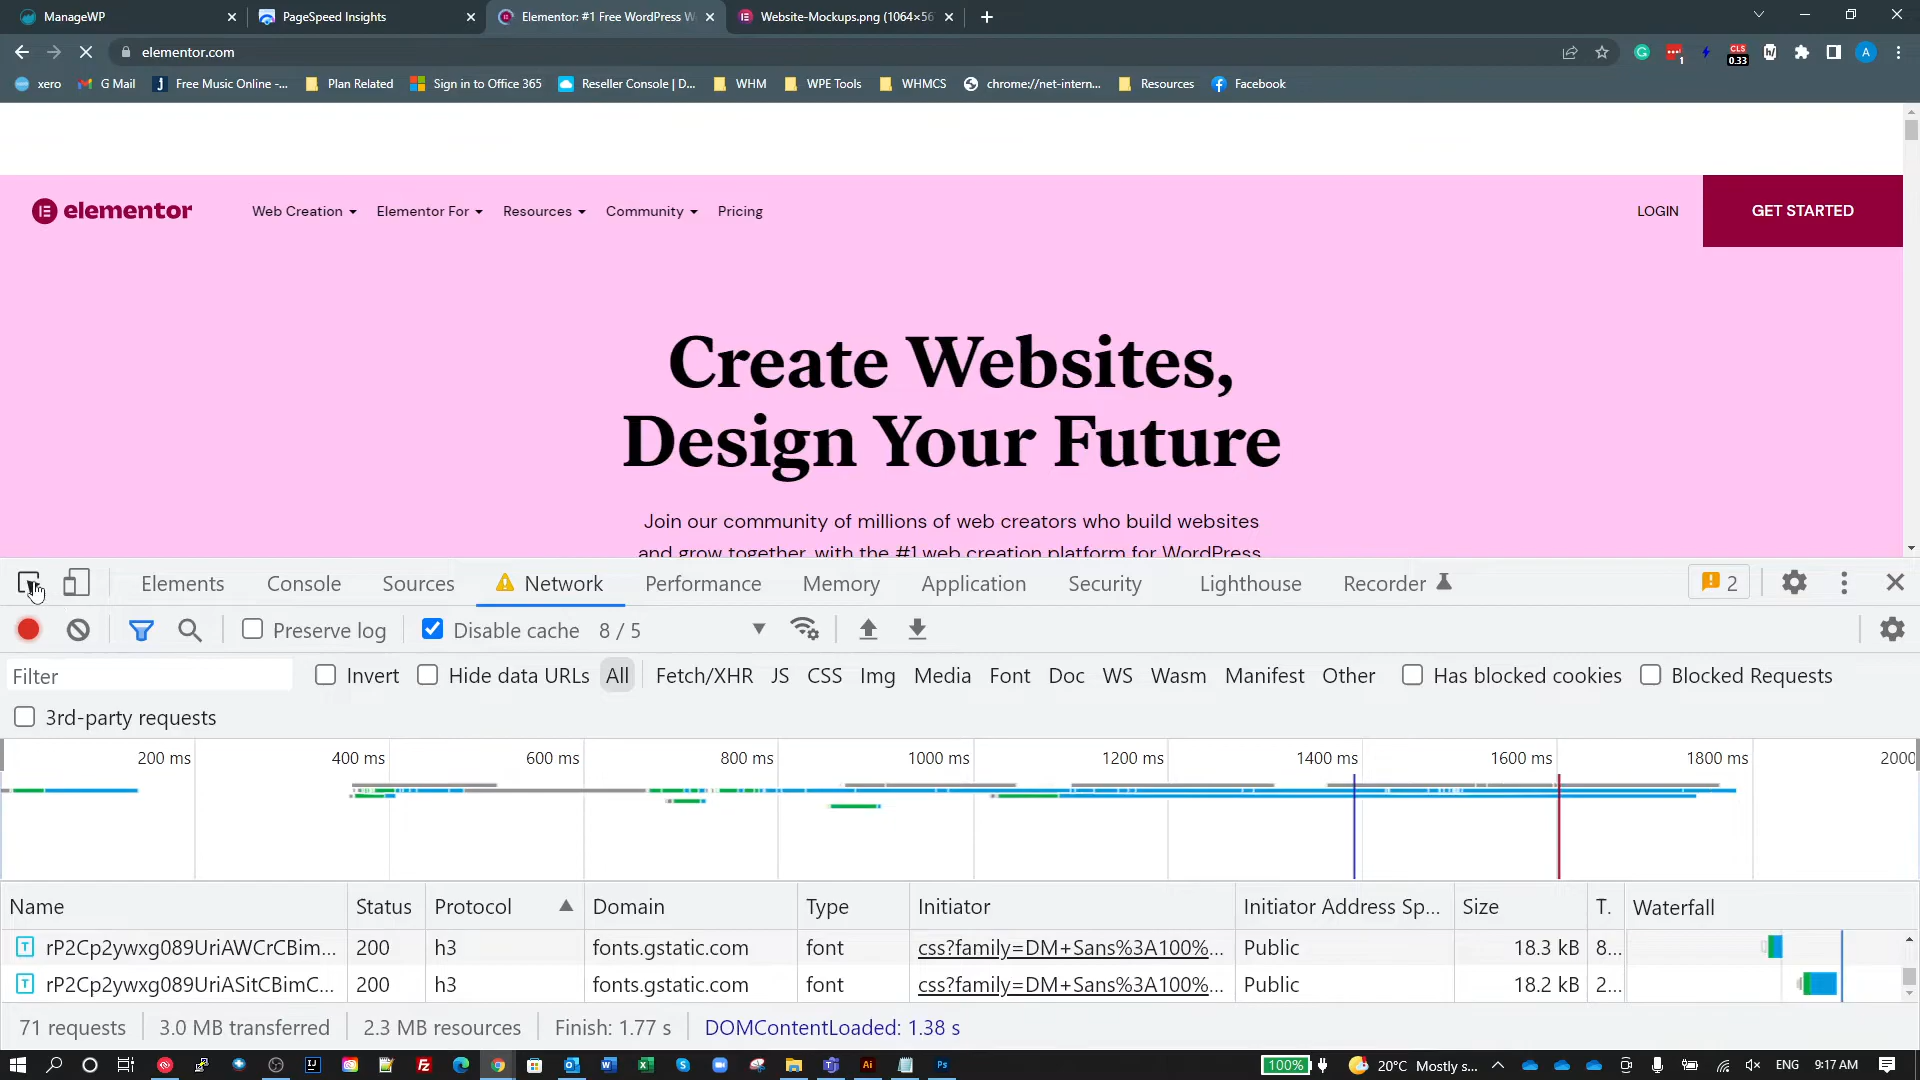 ManageWP
PageSpeed Insights
Elementor: #1 Free WordPress W
Website-Mockups.png (1064×56
elementor.com
1
CLS
0.33
A
xero
G Mail
Free Music Online -...
Plan Related
Sign in to Office 365
Reseller Console | D...
WHM
WPE Tools
WHMCS
chrome://net-intern...
Resources
Facebook
elementor
Web Creation
Elementor For
Resources
Community
Pricing
LOGIN
GET STARTED
Create Websites,
Design Your Future
Join our community of millions of web creators who build websites
and grow together, with the #1 web creation platform for WordPress
Elements
Console
Sources
Network
Performance
Memory
Application
Security
Lighthouse
Recorder
2
Preserve log
Disable cache
8 / 5
Filter
Invert
Hide data URLs
All
Fetch/XHR
JS
CSS
Img
Media
Font
Doc
WS
Wasm
Manifest
Other
Has blocked cookies
Blocked Requests
3rd-party requests
200 ms
400 ms
600 ms
800 ms
1000 ms
1200 ms
1400 ms
1600 ms
1800 ms
2000
Name
Status
Protocol
Domain
Type
Initiator
Initiator Address Sp...
Size
T.
Waterfall
rP2Cp2ywxg089UriAWCrCBim...
200
h3
fonts.gstatic.com
font
css?family=DM+Sans%3A100%...
Public
18.3 kB
8...
rP2Cp2ywxg089UriASitCBimC...
200
h3
fonts.gstatic.com
font
css?family=DM+Sans%3A100%...
Public
18.2 kB
2...
71 requests
3.0 MB transferred
2.3 MB resources
Finish: 1.77 s
DOMContentLoaded: 1.38 s
100%
20°C Mostly s...
ENG
9:17 AM